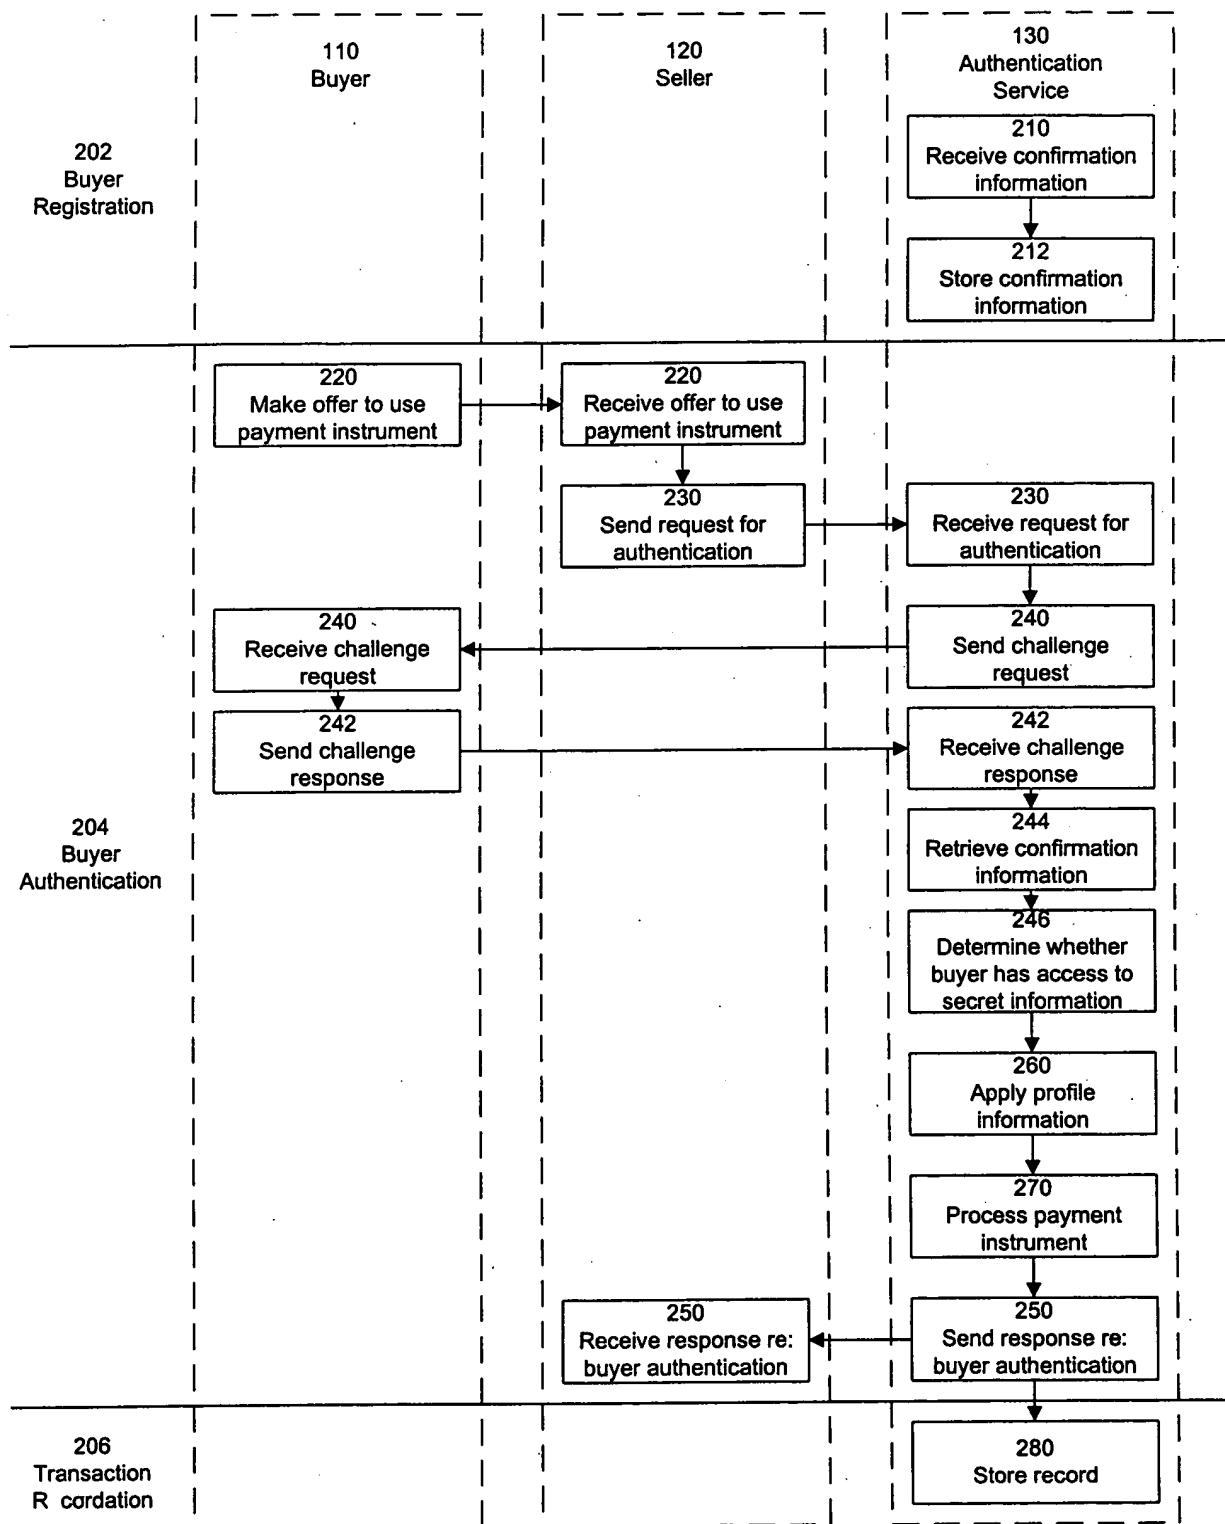 110
Buyer
120
Seller
130
Authentication
Service
202
Buyer
Registration
210
Receive confirmation
information
212
Store confirmation
information
220
Make offer to use
payment instrument
220
Receive offer to use
payment instrument
230
Send request for
authentication
230
Receive request for
authentication
240
Receive challenge
request
240
Send challenge
request
242
Send challenge
response
242
Receive challenge
response
204
Buyer
Authentication
244
Retrieve confirmation
information
246
Determine whether
buyer has access to
secret information
260
Apply profile
information
270
Process payment
instrument
250
Receive response re:
buyer authentication
250
Send response re:
buyer authentication
206
Transaction
R cordation
280
Store record